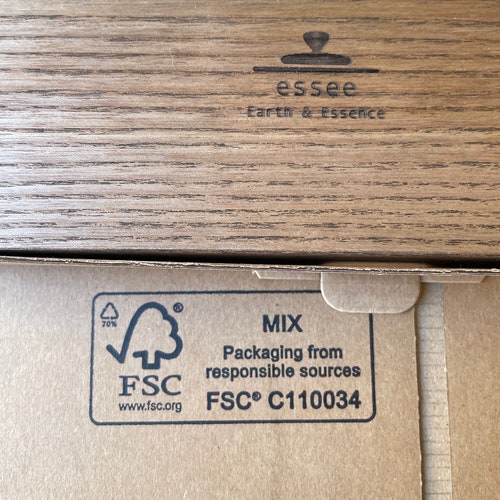 essee
Earth & Essence
70%
FSC
www.fsc.org
MIX
Packaging from
responsible sources
FSC® C110034